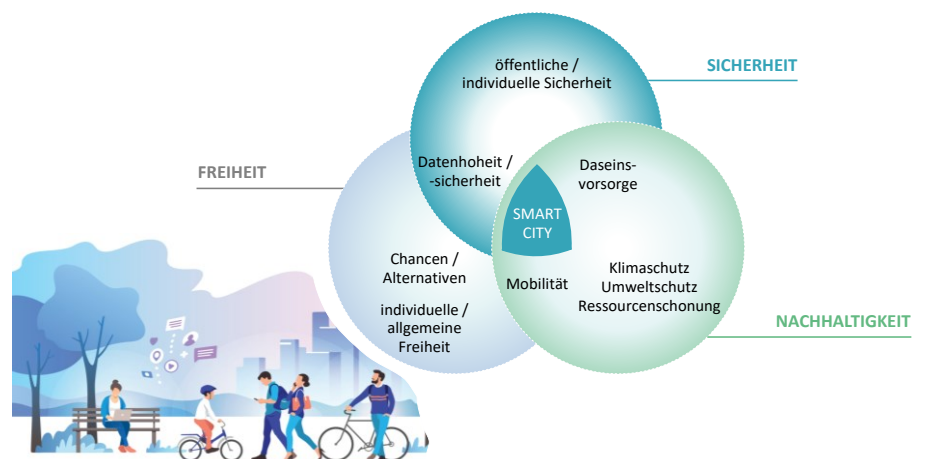 öffentliche /
individuelle Sicherheit
SICHERHEIT
Datenhoheit /
-sicherheit
Daseins-
vorsorge
FREIHEIT
SMART
CITY
Chancen /
Alternativen
Mobilität
Klimaschutz
Umweltschutz
Ressourcenschonung
individuelle /
allgemeine
Freiheit
NACHHALTIGKEIT